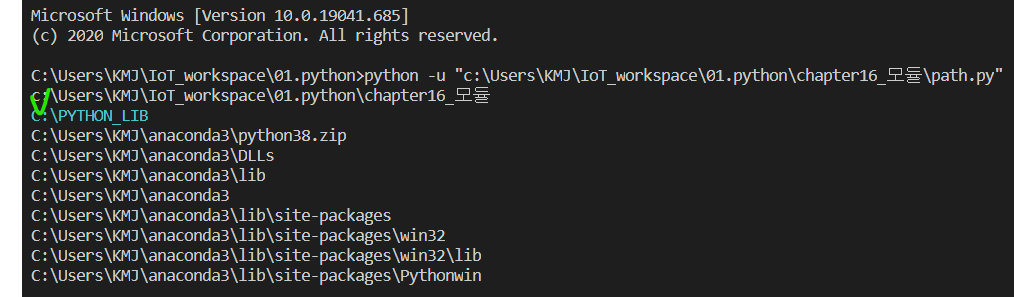 Microsoft Windows [Version 10.0.19041.685]
(c) 2020 Microsoft Corporation. All rights reserved.
C:\Users\KMJ\IoT_workspace\01.python>python -u "c:\Users\KMJ\IoT_workspace\01.python\chapter16_모듈\path.py"
c:\Users\KMJ\IoT_workspace\01.python\chapter16_모듈
C:\PYTHON_LIB
C:\Users\KMJ\anaconda3\python38.zip
C:\Users\KMJ\anaconda3\DLLs
C:\Users\KMJ\anaconda3\lib
C:\Users\KMJ\anaconda3
C:\Users\KMJ\anaconda3\lib\site-packages
C:\Users\KMJ\anaconda3\lib\site-packages\win32
C:\Users\KMJ\anaconda3\lib\site-packages\win32\lib
C:\Users\KMJ\anaconda3\lib\site-packages\Pythonwin